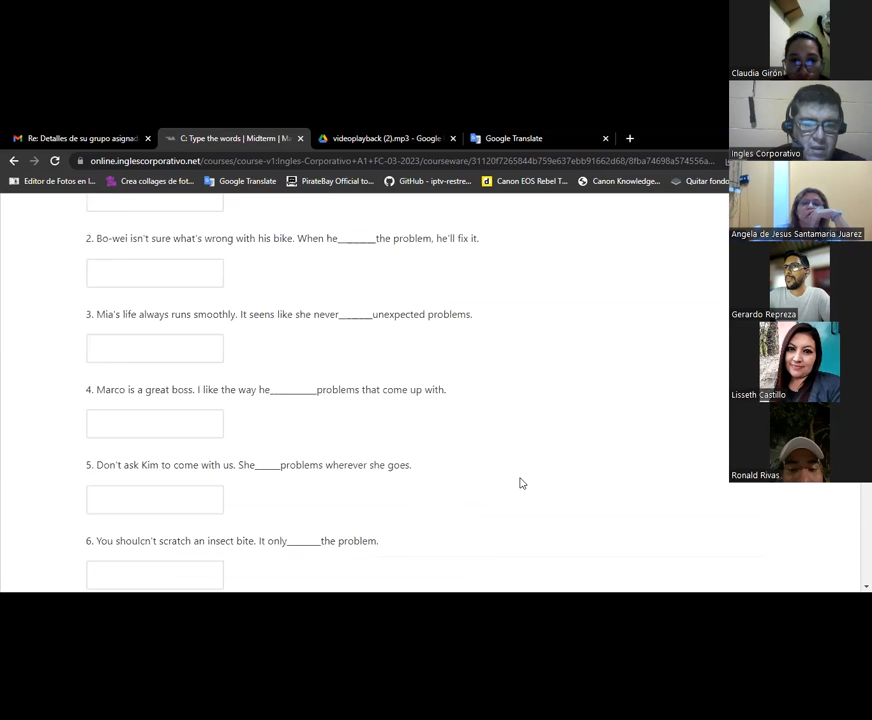 Claudia Girón
Ingles Corporativo
Angela de Jesus Santamaria Juarez
Gerardo Repreza
Lisseth Castillo
Ronald Rivas
Re: Detalles de su grupo asignad
C: Type the words | Midterm | Ma
videoplayback (2).mp3 - Google
Google Translate
online.inglescorporativo.net/courses/course-v1:Ingles-Corporativo+A1+FC-03-2023/courseware/31120f7265844b759e637ebb91662d68/8fba74698a574556a...
Editor de Fotos en l...
Crea collages de fot...
Google Translate
PirateBay Official to...
GitHub - iptv-restre...
Canon EOS Rebel T...
Canon Knowledge...
Quitar fondo
2. Bo-wei isn't sure what's wrong with his bike. When he________the problem, he'll fix it.
3. Mia's life always runs smoothly. It seens like she never_______unexpected problems.
4. Marco is a great boss. I like the way he__________problems that come up with.
5. Don't ask Kim to come with us. She_____problems wherever she goes.
6. You shoulcn't scratch an insect bite. It only_______the problem.